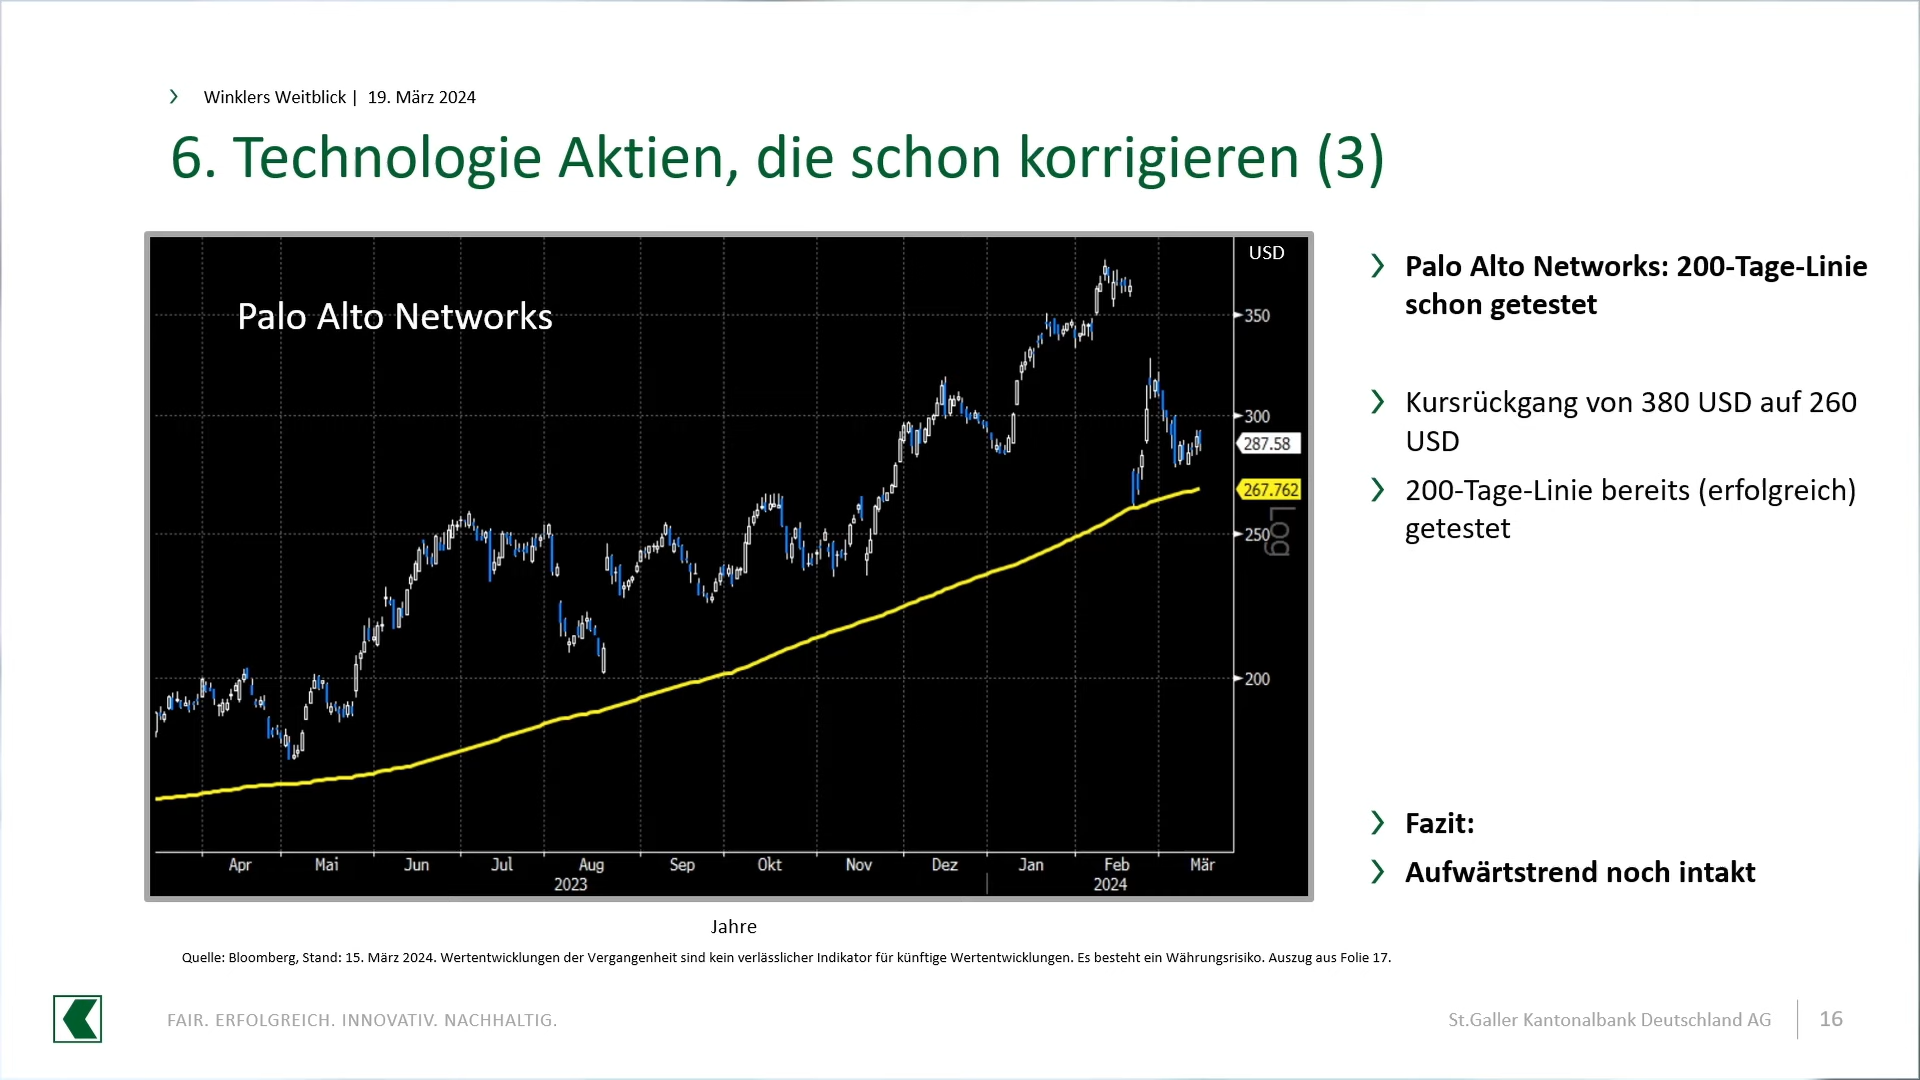 Winklers Weitblick | 19. März 2024
6. Technologie Aktien, die schon korrigieren (3)
USD
Palo Alto Networks
350
300
287.58
267.762
250
Log
200
Apr Mai Jun Jul Aug Sep Okt Nov Dez Jan Feb Mär
2023 2024
Jahre
Palo Alto Networks: 200-Tage-Linie
schon getestet
Kursrückgang von 380 USD auf 260
USD
200-Tage-Linie bereits (erfolgreich)
getestet
Fazit:
Aufwärtstrend noch intakt
Quelle: Bloomberg, Stand: 15. März 2024. Wertentwicklungen der Vergangenheit sind kein verlässlicher Indikator für künftige Wertentwicklungen. Es besteht ein Währungsrisiko. Auszug aus Folie 17.
FAIR. ERFOLGREICH. INNOVATIV. NACHHALTIG.
St.Galler Kantonalbank Deutschland AG 16